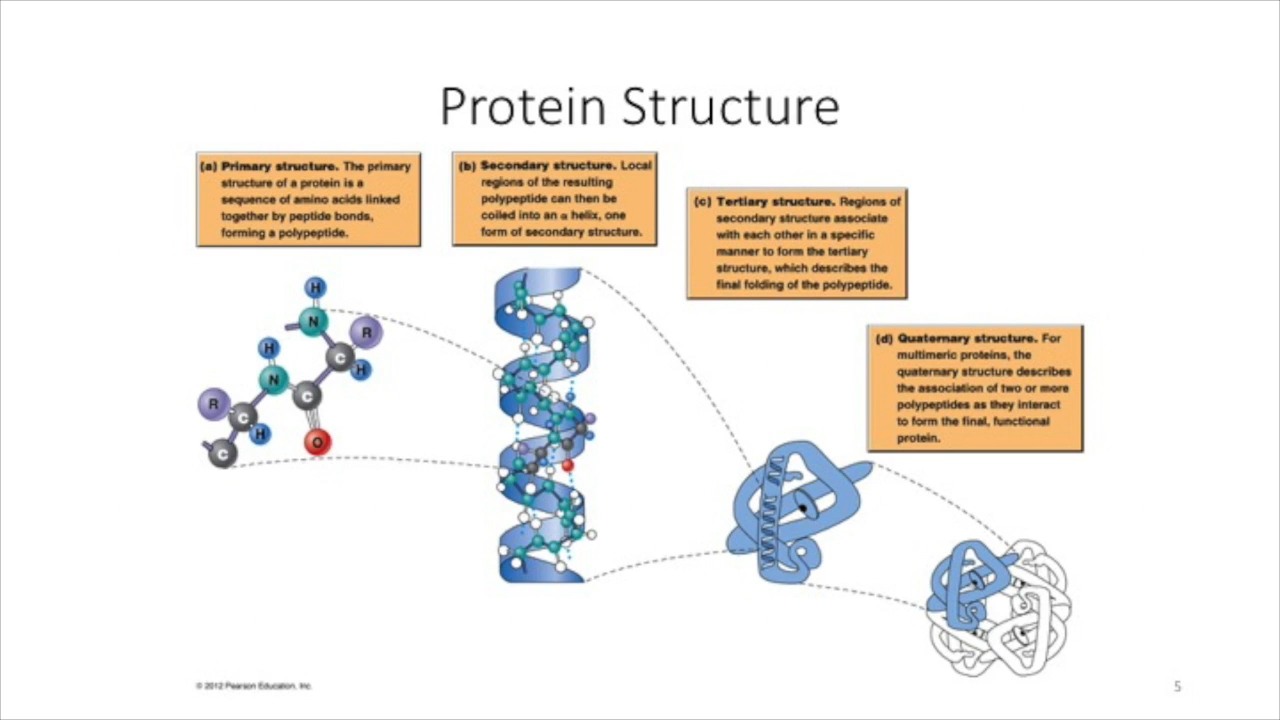 Protein Structure
(a) Primary structure. The primary
structure of a protein is a
sequence of amino acids linked
together by peptide bonds,
forming a polypeptide.
(b) Secondary structure. Local
regions of the resulting
polypeptide can then be
coiled into an α helix, one
form of secondary structure.
(c) Tertiary structure. Regions of
secondary structure associate
with each other in a specific
manner to form the tertiary
structure, which describes the
final folding of the polypeptide.
(d) Quaternary structure. For
multimeric proteins, the
quaternary structure describes
the association of two or more
polypeptides as they interact
to form the final, functional
protein.
H
N
R
H
C
H
N
C
R
C
H
O
C
© 2012 Pearson Education, Inc.
5